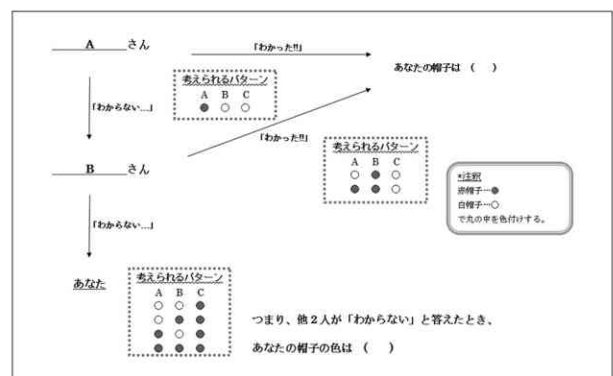 A さん
「わかった!!」
あなたの帽子は （　　）
考えられるパターン
A B C
● ○ ○
「わからない…」
「わかった!!」
B さん
考えられるパターン
A B C
○ ● ○
● ● ○
*注釈
赤帽子…●
白帽子…○
で丸の中を色付けする。
「わからない…」
あなた
考えられるパターン
A B C
○ ○ ●
○ ● ●
● ○ ●
● ● ●
つまり、他２人が「わからない」と答えたとき、
あなたの帽子の色は （　　）